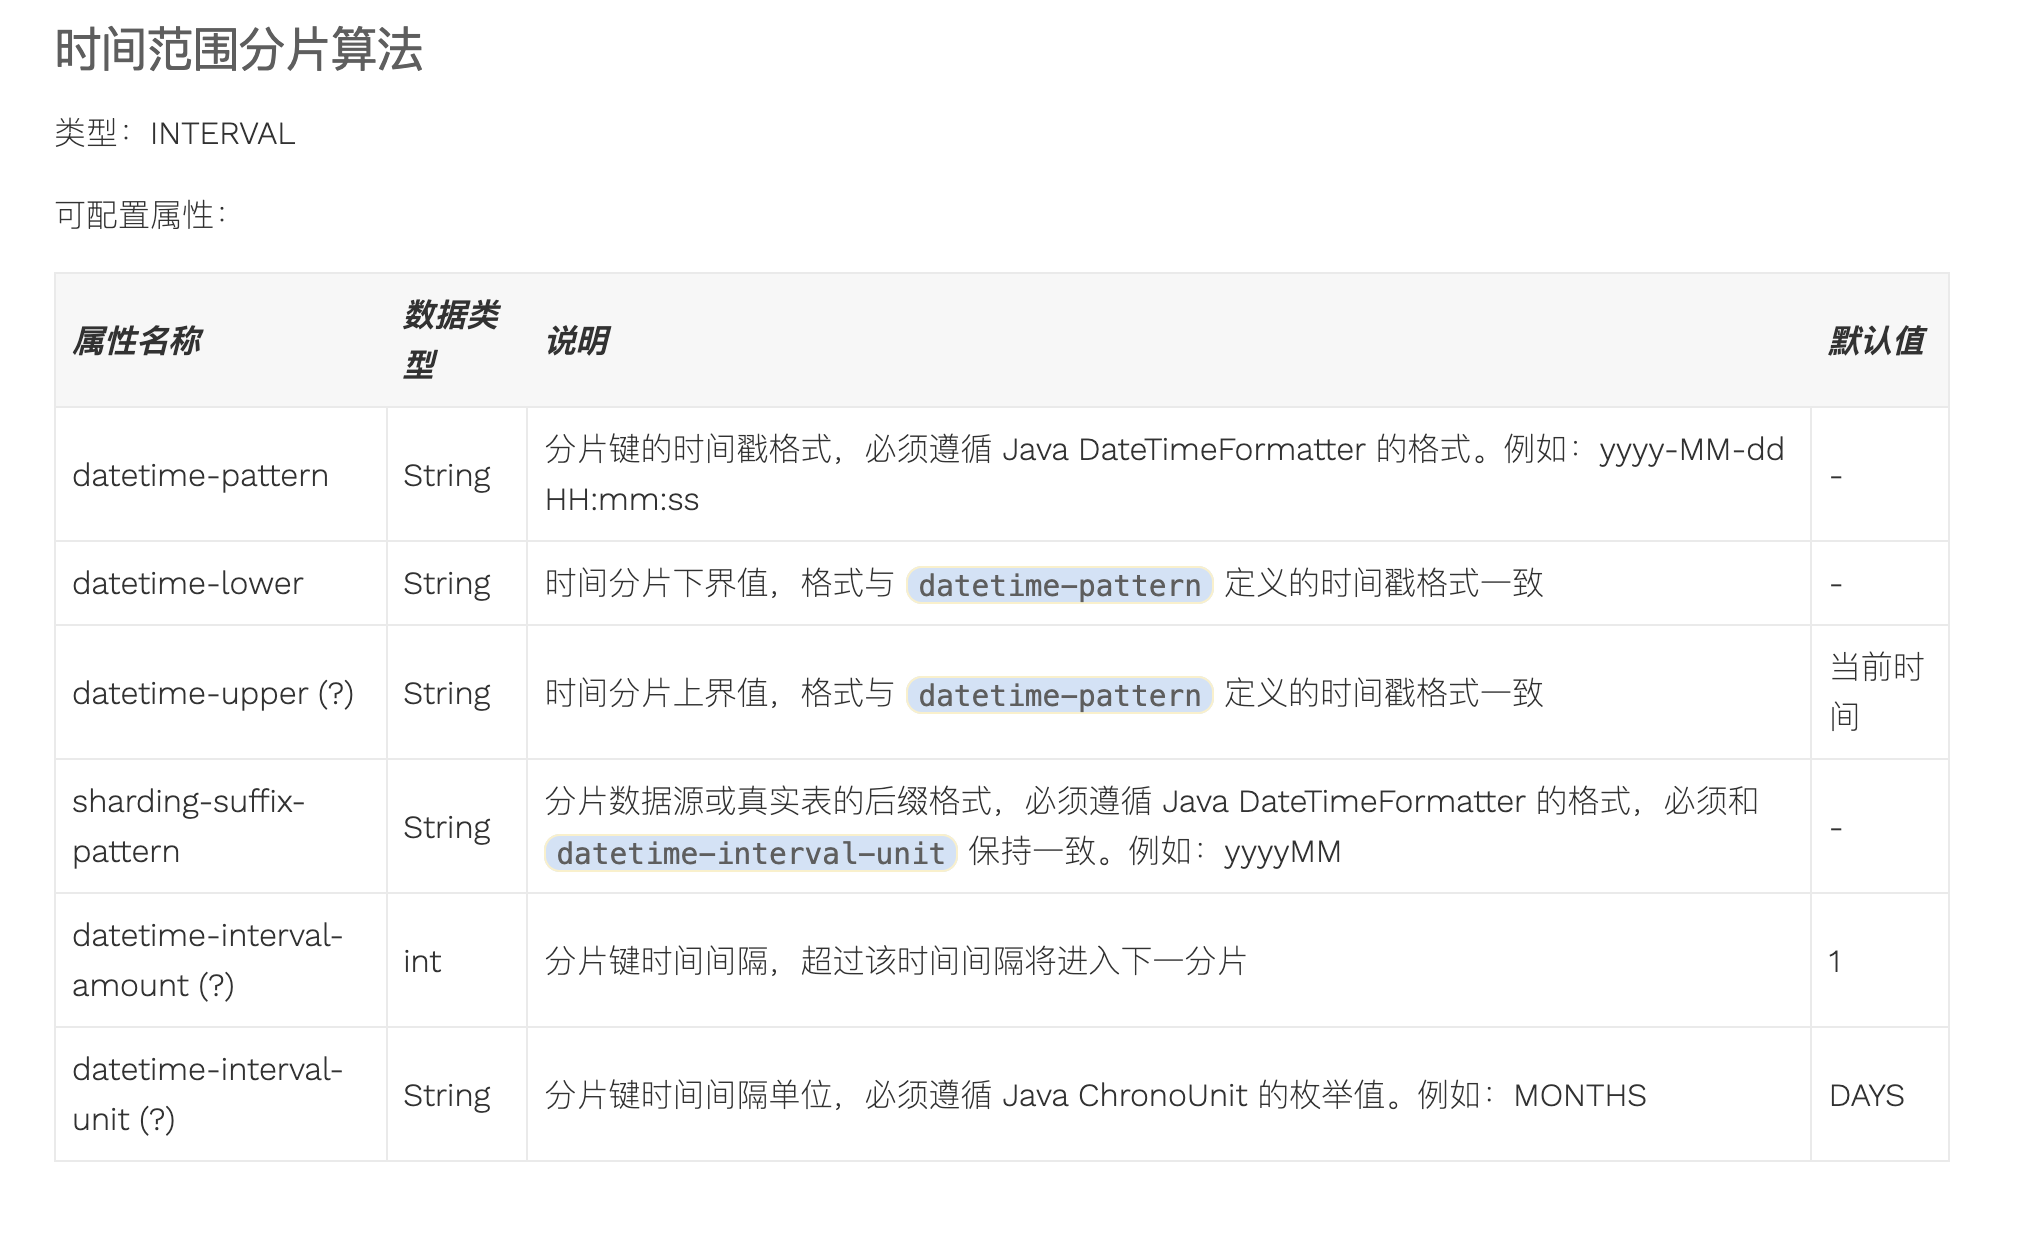 时间范围分片算法
类型：INTERVAL
可配置属性：
属性名称
数据类
型
说明
默认值
datetime-pattern
String
分片键的时间戳格式，必须遵循 Java DateTimeFormatter 的格式。例如：yyyy-MM-dd
HH:mm:ss
-
datetime-lower
String
时间分片下界值，格式与 datetime-pattern 定义的时间戳格式一致
-
datetime-upper (?)
String
时间分片上界值，格式与 datetime-pattern 定义的时间戳格式一致
当前时
间
sharding-suffix-
pattern
String
分片数据源或真实表的后缀格式，必须遵循 Java DateTimeFormatter 的格式，必须和
datetime-interval-unit 保持一致。例如：yyyyMM
-
datetime-interval-
amount (?)
int
分片键时间间隔，超过该时间间隔将进入下一分片
1
datetime-interval-
unit (?)
String
分片键时间间隔单位，必须遵循 Java ChronoUnit 的枚举值。例如：MONTHS
DAYS